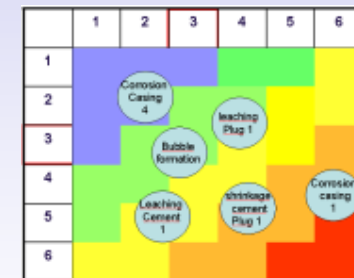 1 2 3 4 5 6
1
Corrosion
Casing
4
2
leaching
Plug 1
3
Bubble
formation
4
Corrosion
casing
1
shrinkage
cement
Plug 1
Leaching
Cement
1
5
6